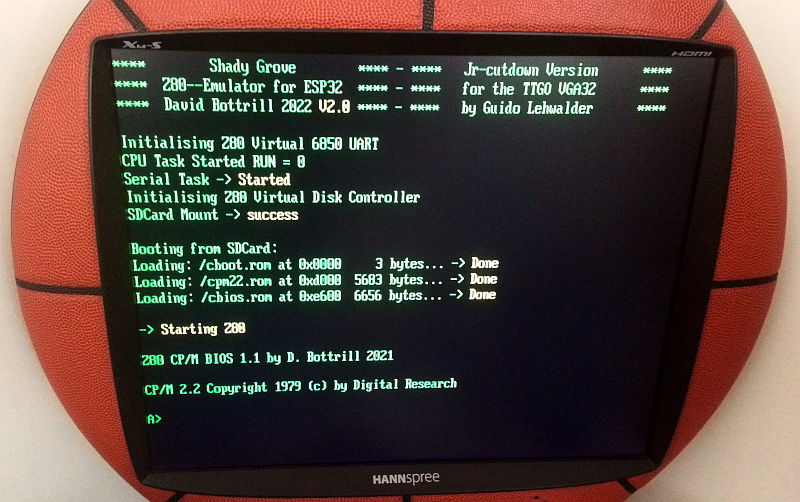 XM-S
HDMI
**** Shady Grove **** - **** Jr-cutdown Version ****
**** Z80--Emulator for ESP32 **** - **** for the TTGO VGA32 ****
**** David Bottrill 2022 V2.0 **** - **** by Guido Lehwalder ****
Initialising Z80 Virtual 6850 UART
CPU Task Started RUN = 0
Serial Task -> Started
Initialising Z80 Virtual Disk Controller
SDCard Mount -> success
Booting from SDCard:
Loading: /cboot.rom at 0x0000 3 bytes... -> Done
Loading: /cpm22.rom at 0xd000 5683 bytes... -> Done
Loading: /cbios.rom at 0xe600 6656 bytes... -> Done
-> Starting Z80
Z80 CP/M BIOS 1.1 by D. Bottrill 2021
CP/M 2.2 Copyright 1979 (c) by Digital Research
A>
HANNspree